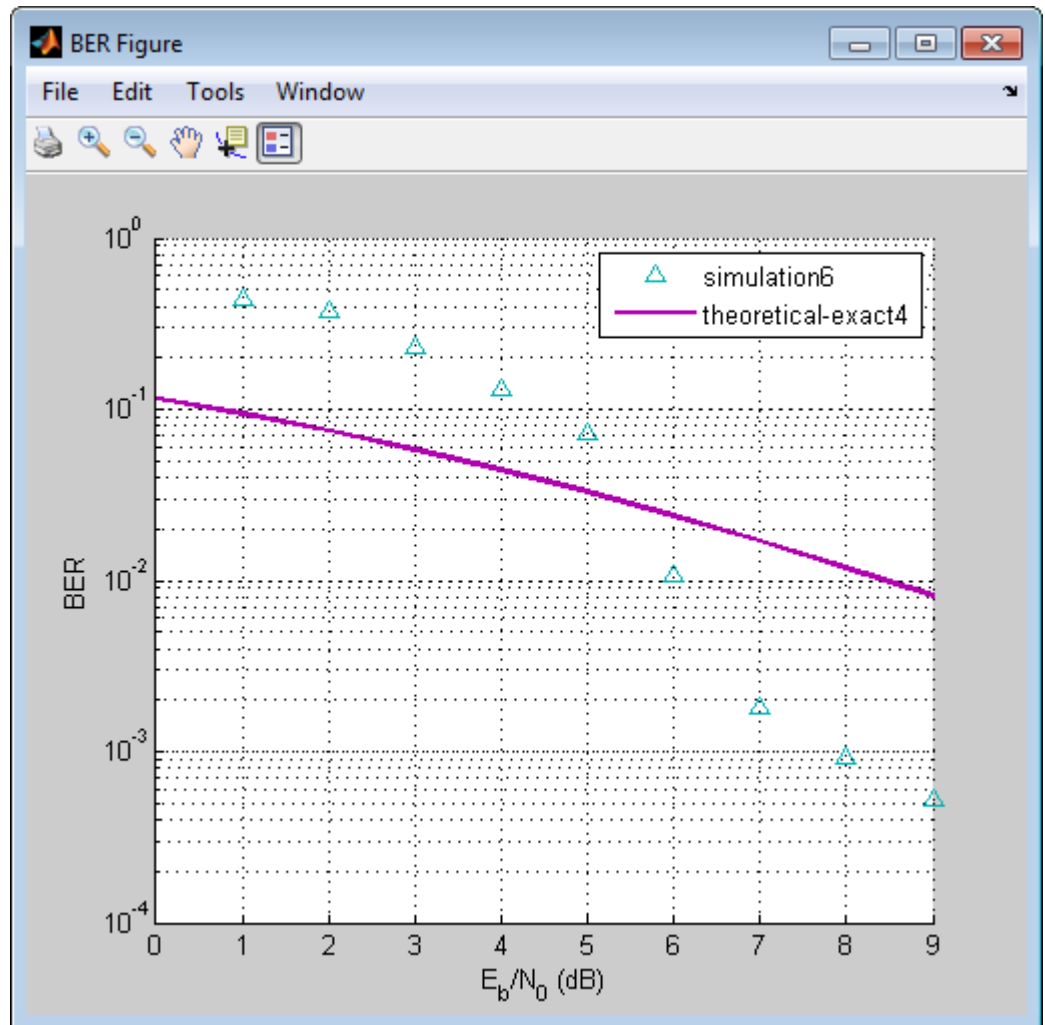 BER Figure
File Edit Tools Window
simulation6
theoretical-exact4
10^0
10^-1
10^-2
10^-3
10^-4
BER
0 1 2 3 4 5 6 7 8 9
E_b/N_0 (dB)